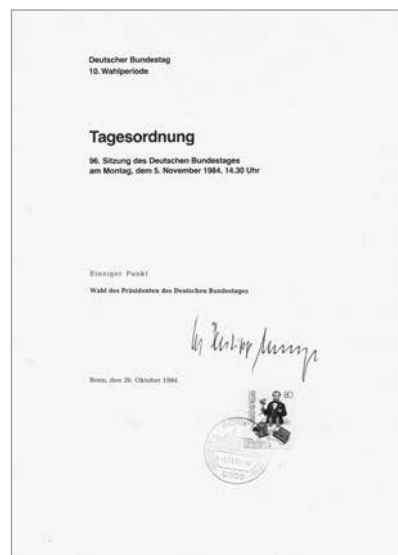 Deutscher Bundestag
10. Wahlperiode
Tagesordnung
96. Sitzung des Deutschen Bundestages
am Montag, dem 5. November 1984, 14.30 Uhr
Einziger Punkt
Wahl des Präsidenten des Deutschen Bundestages
Bonn, den 26. Oktober 1984
80